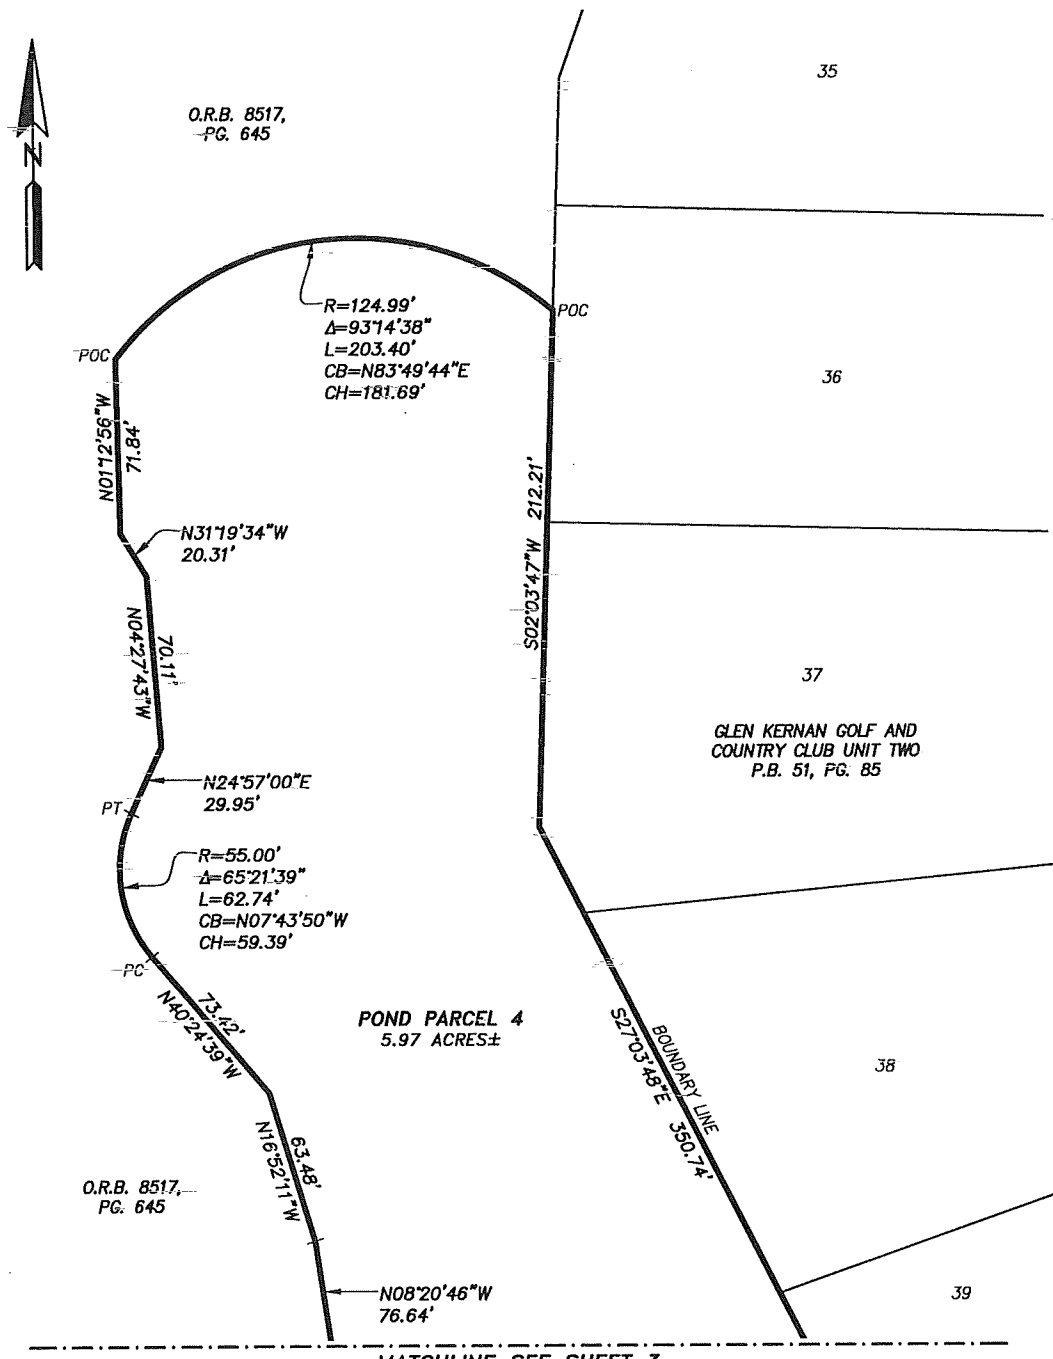 35
O.R.B. 8517,
PG. 645
N
R=124.99'
Δ=93°14'38"
L=203.40'
CB=N83°49'44"E
CH=181.69'
POC
POC
36
N01°12'56"W
71.84'
S02°03'47"W 212.21'
N31°19'34"W
20.31'
N04°27'43"W
70.11'
37
GLEN KERNAN GOLF AND
COUNTRY CLUB UNIT TWO
P.B. 51, PG. 85
N24°57'00"E
29.95'
PT
R=55.00'
Δ=65°21'39"
L=62.74'
CB=N07°43'50"W
CH=59.39'
PC
73.42'
N40°24'39"W
POND PARCEL 4
5.97 ACRES±
BOUNDARY LINE
S27°03'48"E 350.74'
38
63.48'
N16°52'11"W
O.R.B. 8517,
PG. 645
N08°20'46"W
76.64'
39
MATCHLINE SEE SHEET 3